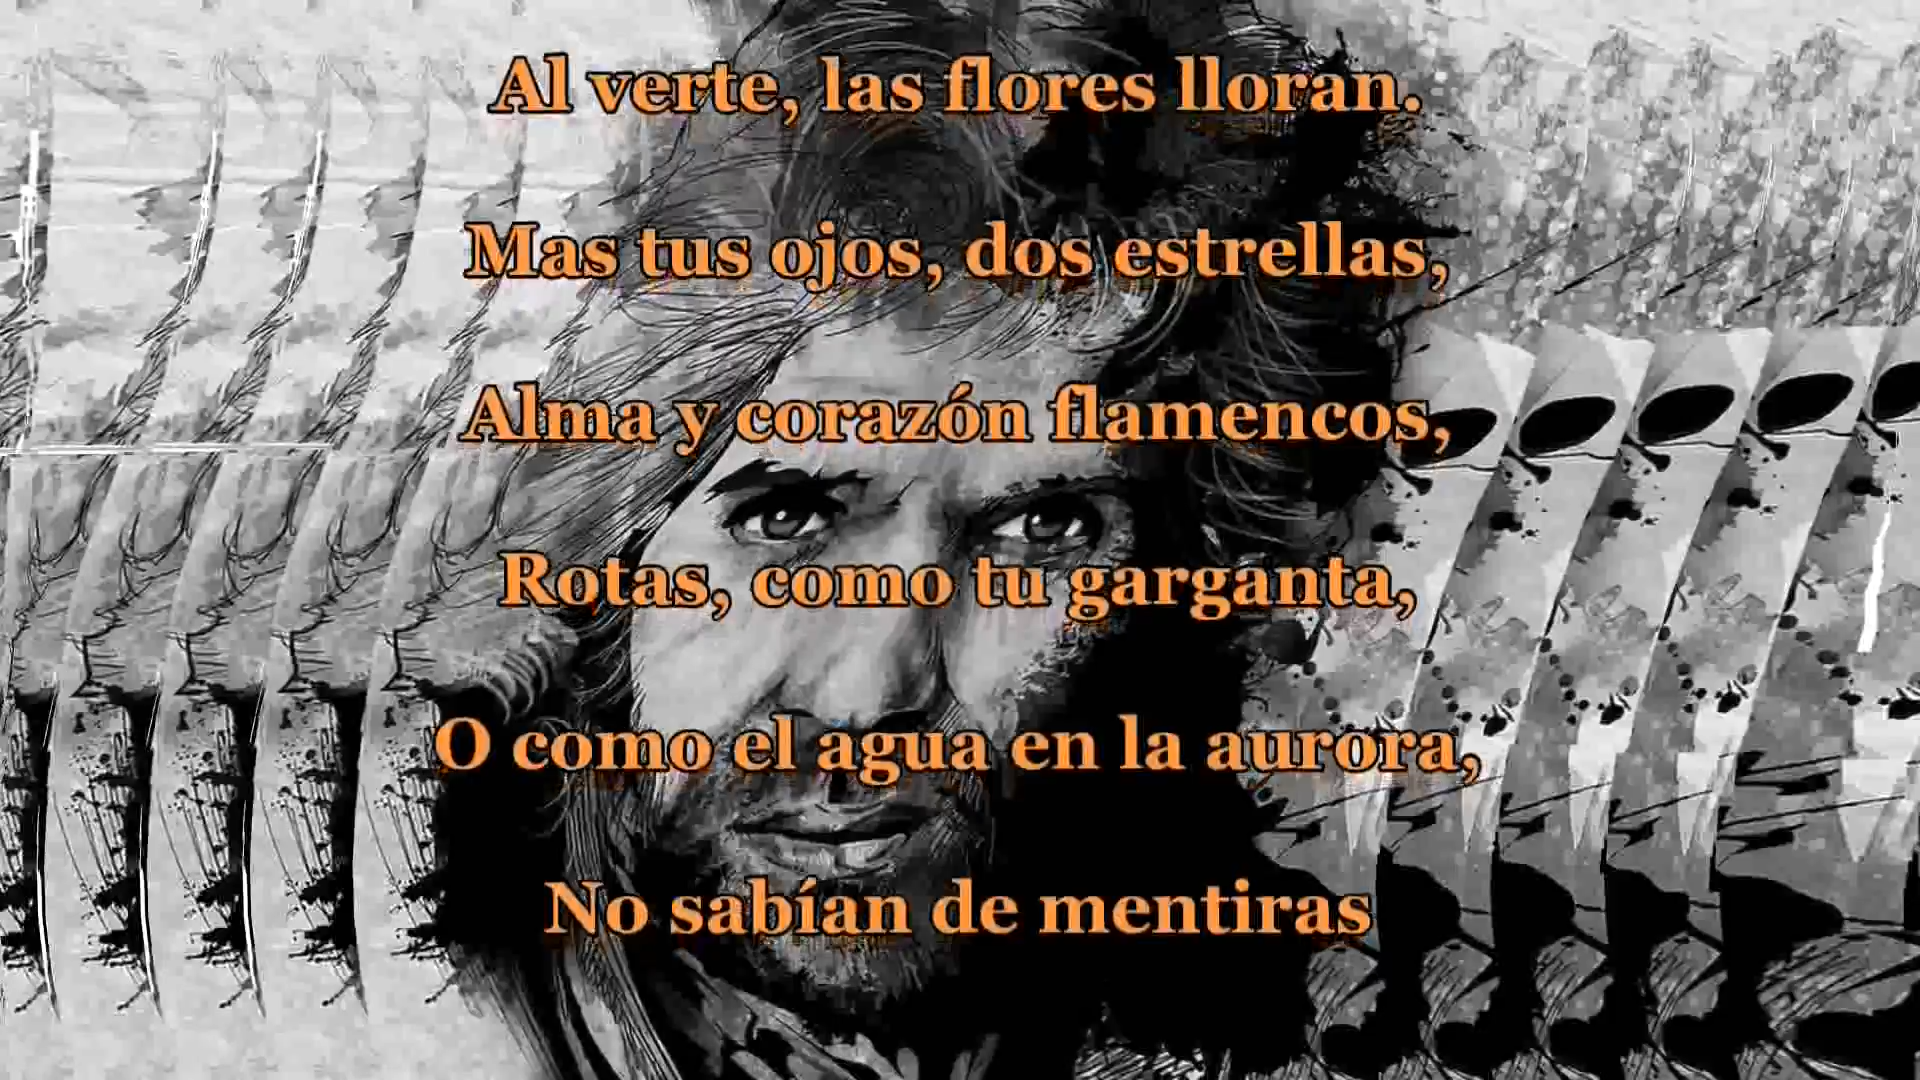 Al verte, las flores lloran.
Mas tus ojos, dos estrellas,
Alma y corazón flamencos,
Rotas, como tu garganta,
O como el agua en la aurora,
No sabían de mentiras